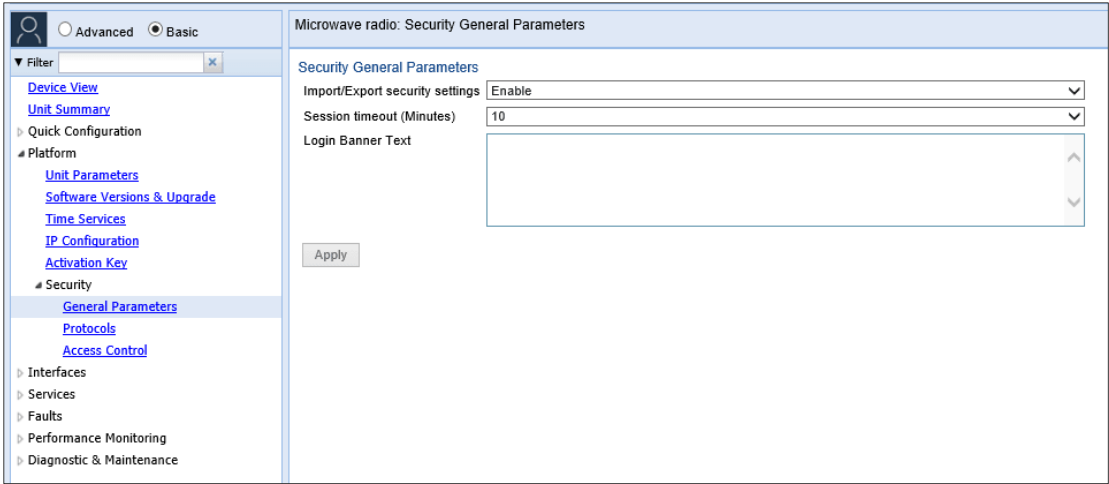 Advanced Basic
Filter
Device View
Unit Summary
Quick Configuration
Platform
Unit Parameters
Software Versions & Upgrade
Time Services
IP Configuration
Activation Key
Security
General Parameters
Protocols
Access Control
Interfaces
Services
Faults
Performance Monitoring
Diagnostic & Maintenance
Microwave radio: Security General Parameters
Security General Parameters
Import/Export security settings Enable
Session timeout (Minutes) 10
Login Banner Text
Apply